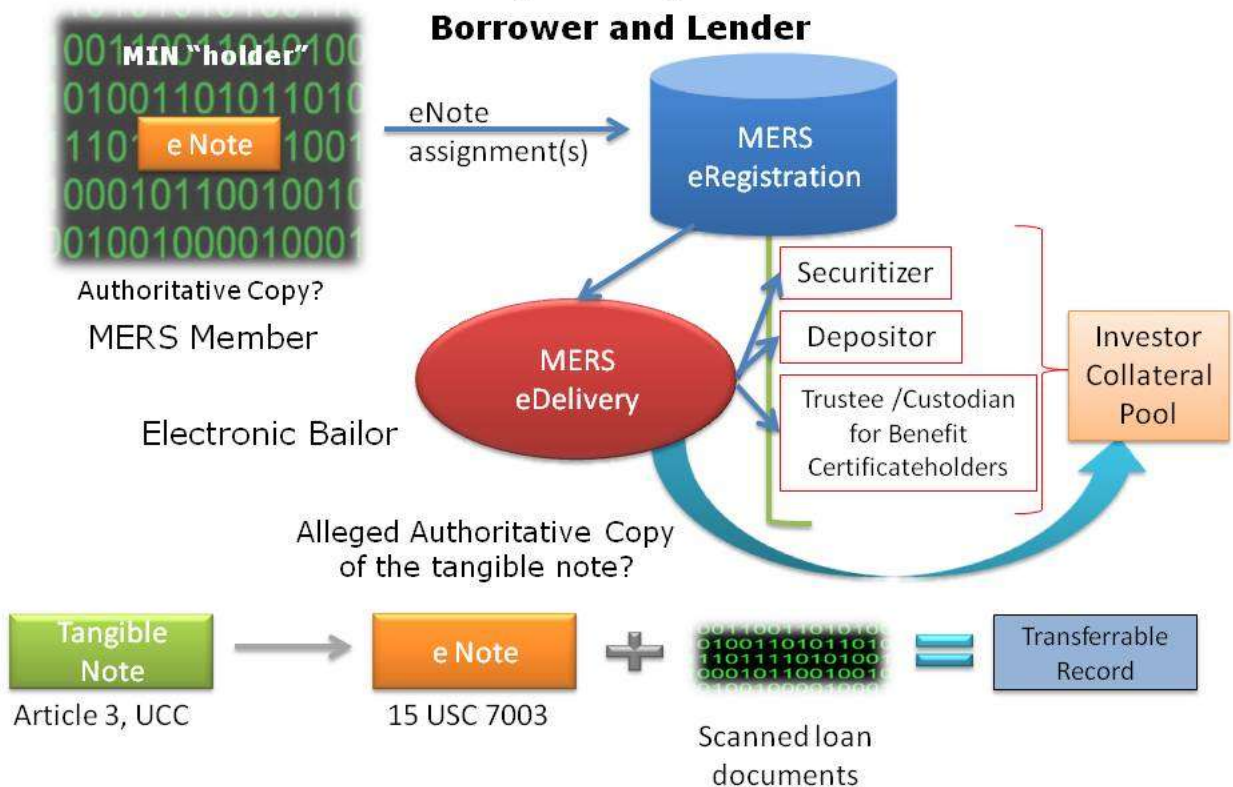 Borrower and Lender
MIN “holder”
e Note
Authoritative Copy?
MERS Member
eNote
assignment(s)
MERS
eRegistration
Securitizer
Depositor
Trustee /Custodian
for Benefit
Certificateholders
Investor
Collateral
Pool
MERS
eDelivery
Electronic Bailor
Alleged Authoritative Copy
of the tangible note?
Tangible
Note
Article 3, UCC
e Note
15 USC 7003
Scanned loan
documents
Transferrable
Record